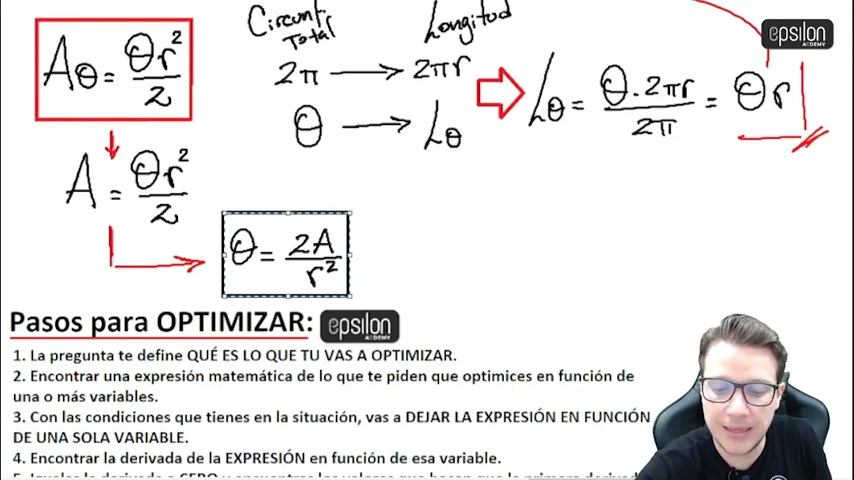 epsilon
ACADEMY
Circunf. Total
Longitud
Aθ = θr²/2
2π → 2πr
Lθ = θ.2πr/2π = θr
θ → Lθ
A = θr²/2
θ = 2A/r²
Pasos para OPTIMIZAR:
epsilon
ACADEMY
1. La pregunta te define QUÉ ES LO QUE TU VAS A OPTIMIZAR.
2. Encontrar una expresión matemática de lo que te piden que optimices en función de
una o más variables.
3. Con las condiciones que tienes en la situación, vas a DEJAR LA EXPRESIÓN EN FUNCIÓN
DE UNA SOLA VARIABLE.
4. Encontrar la derivada de la EXPRESIÓN en función de esa variable.